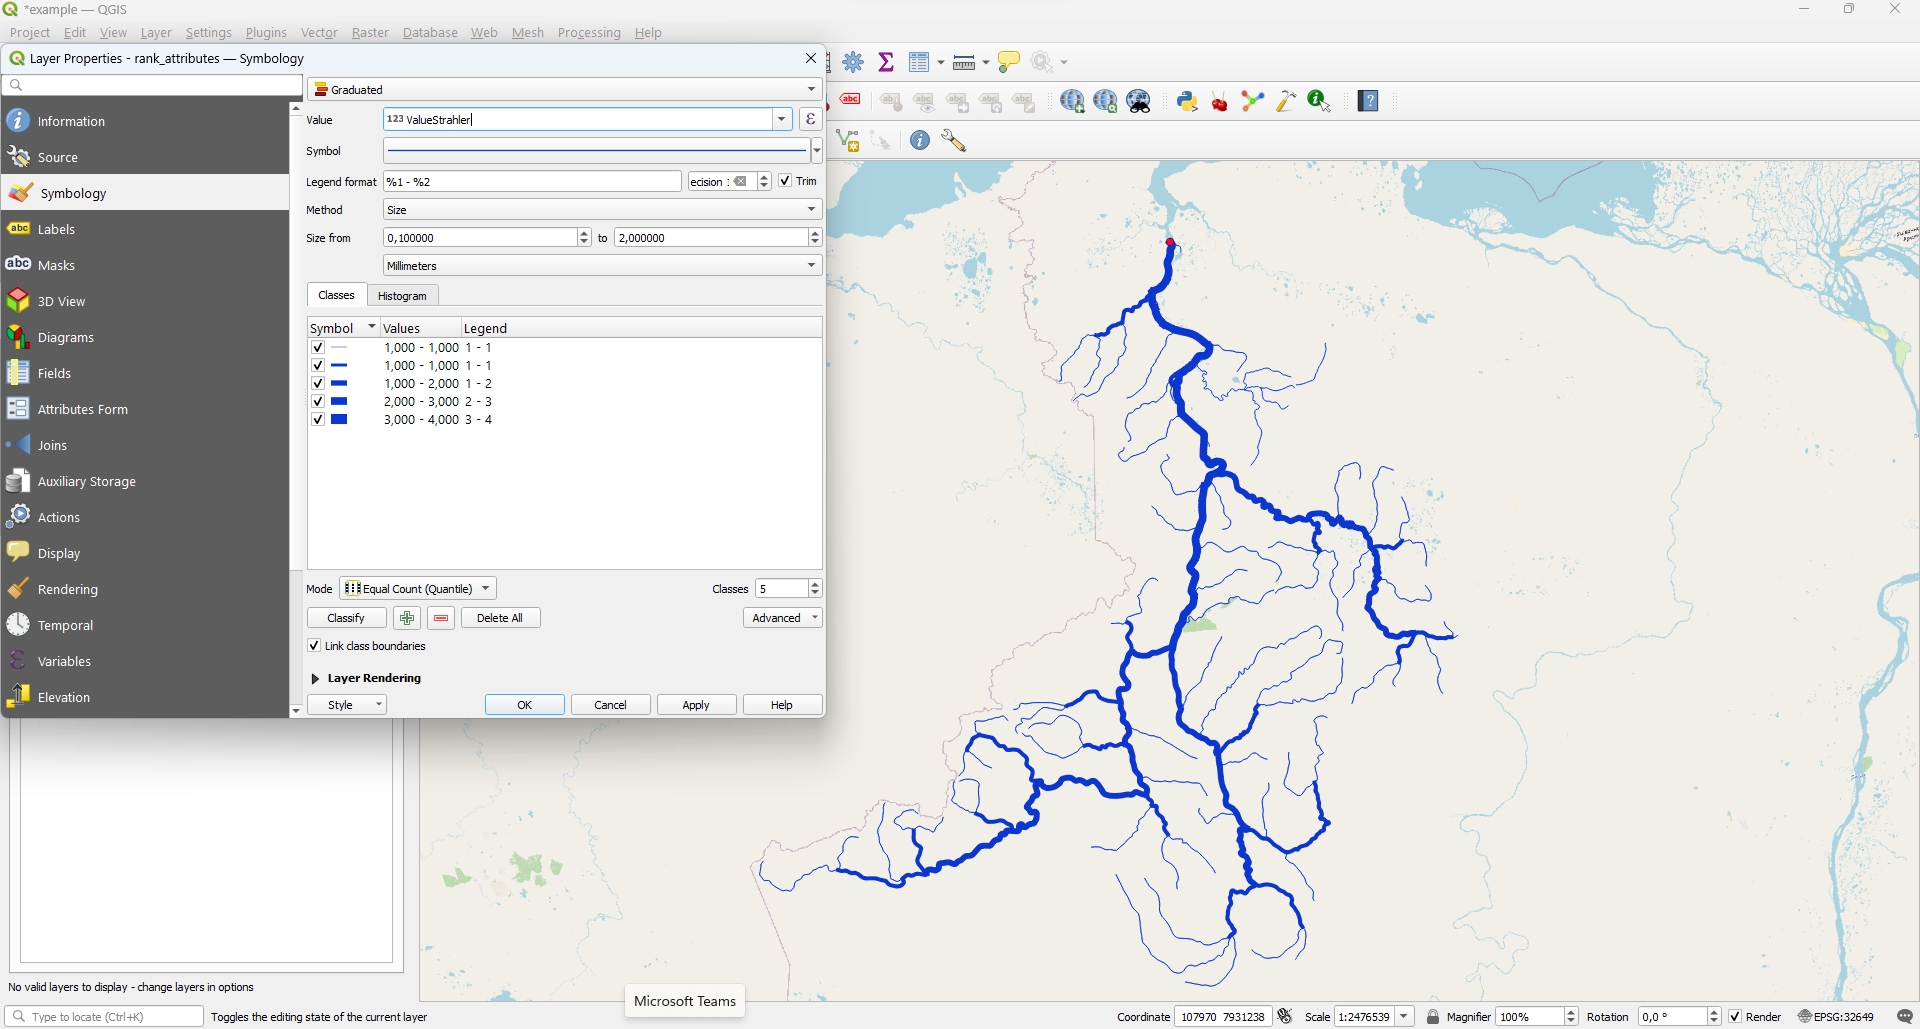 *example — QGIS
Project Edit View Layer Settings Plugins Vector Raster Database Web Mesh Processing Help
Layer Properties - rank_attributes — Symbology
Information
Source
Symbology
Labels
Masks
3D View
Diagrams
Fields
Attributes Form
Joins
Auxiliary Storage
Actions
Display
Rendering
Temporal
Variables
Elevation
Graduated
Value 123 ValueStrahler ε
Symbol
Legend format %1 - %2 ecision : Trim
Method Size
Size from 0,100000 to 2,000000
Millimeters
Classes Histogram
Symbol Values Legend
1,000 - 1,000 1 - 1
1,000 - 1,000 1 - 1
1,000 - 2,000 1 - 2
2,000 - 3,000 2 - 3
3,000 - 4,000 3 - 4
Mode Equal Count (Quantile) Classes 5
Classify Delete All Advanced
Link class boundaries
Layer Rendering
Style OK Cancel Apply Help
No valid layers to display - change layers in options
Microsoft Teams
Type to locate (Ctrl+K) Toggles the editing state of the current layer Coordinate 107970 7931238 Scale 1:2476539 Magnifier 100% Rotation 0,0 ° Render EPSG:32649